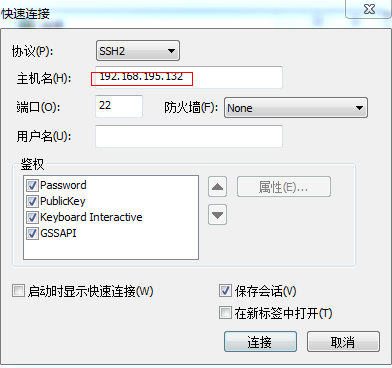 快速连接
协议(P): SSH2
主机名(H): 192.168.195.132
端口(O): 22 防火墙(F): None
用户名(U):
鉴权
Password
PublicKey 属性(E)...
Keyboard Interactive
GSSAPI
启动时显示快速连接(W) 保存会话(V)
在新标签中打开(T)
连接 取消